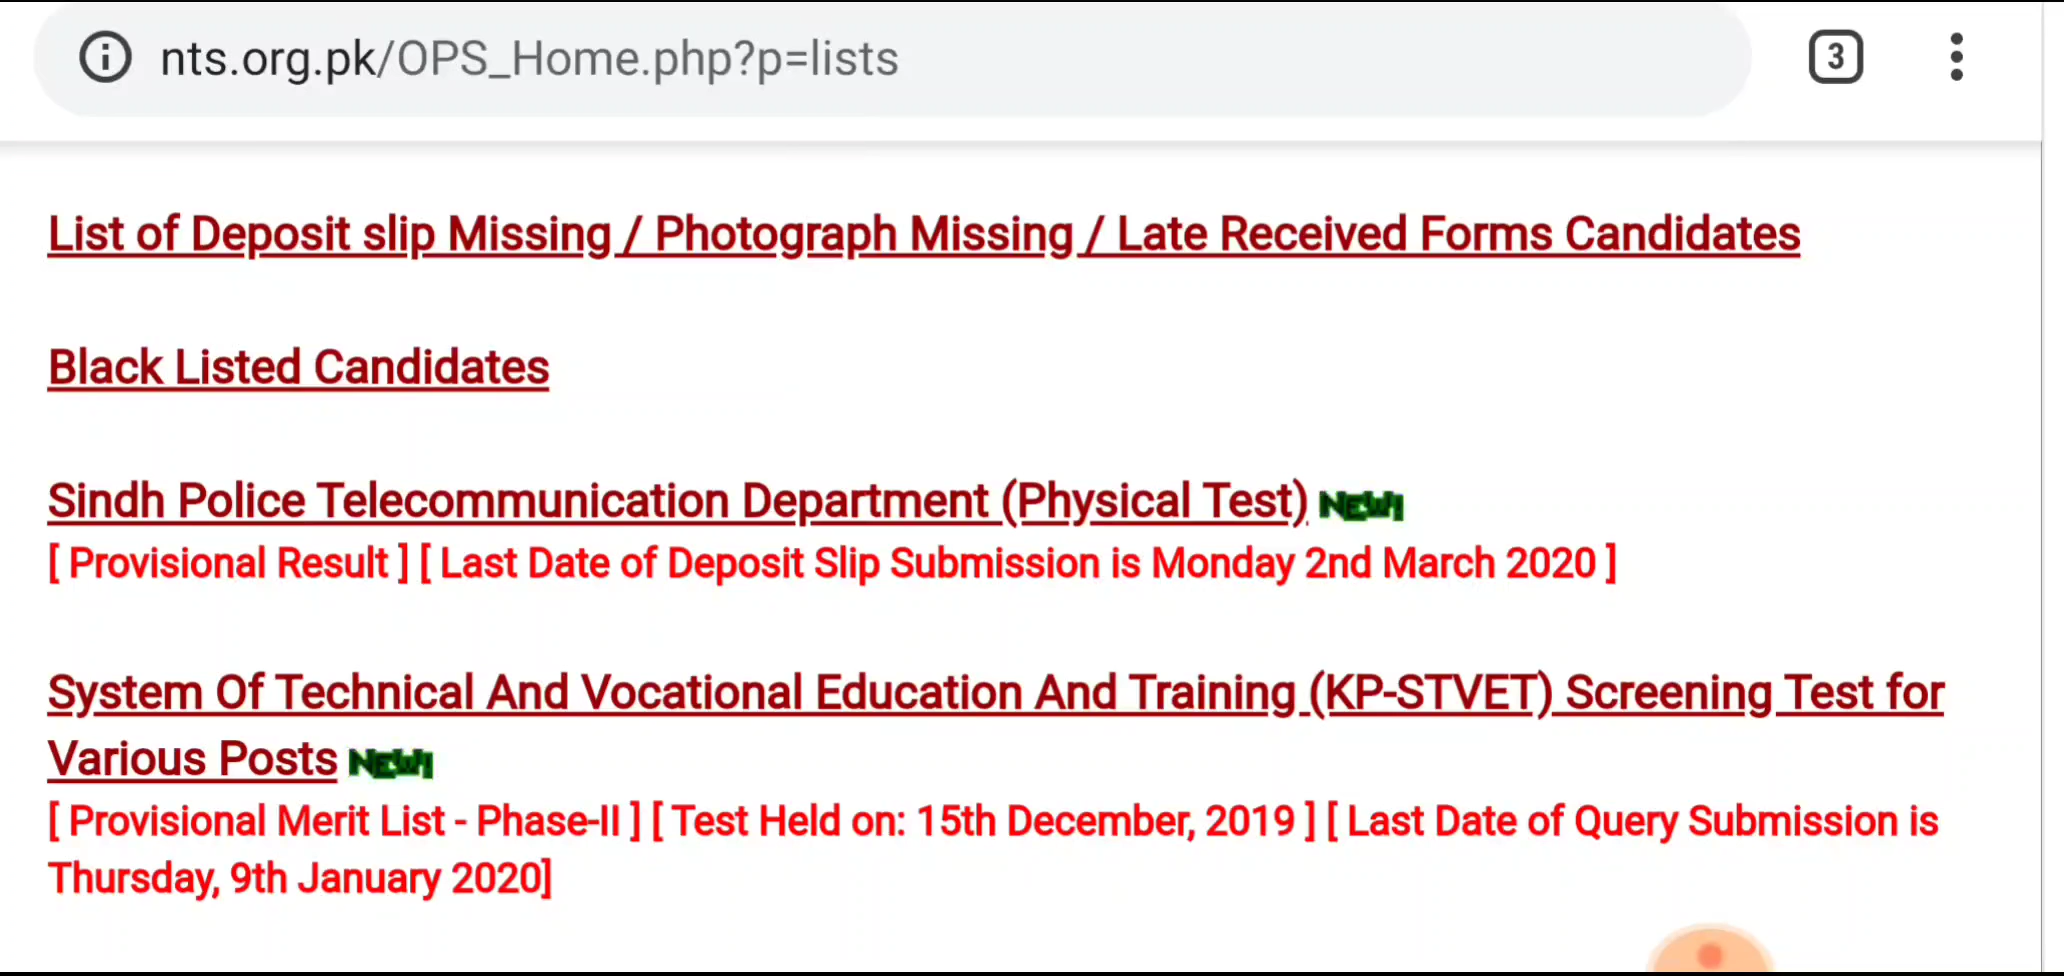 nts.org.pk/OPS_Home.php?p=lists
3
List of Deposit slip Missing / Photograph Missing / Late Received Forms Candidates
Black Listed Candidates
Sindh Police Telecommunication Department (Physical Test) NEW!
[ Provisional Result ] [ Last Date of Deposit Slip Submission is Monday 2nd March 2020 ]
System Of Technical And Vocational Education And Training (KP-STVET) Screening Test for
Various Posts NEW!
[ Provisional Merit List - Phase-II ] [ Test Held on: 15th December, 2019 ] [ Last Date of Query Submission is
Thursday, 9th January 2020]